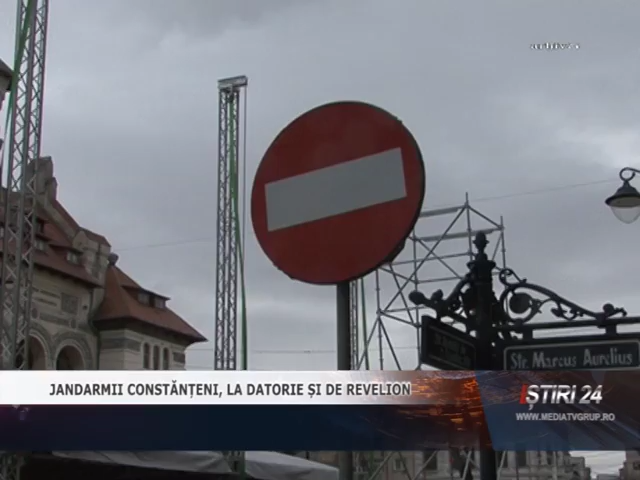 Str. Marcus Aurelius
JANDARMII CONSTĂNȚENI, LA DATORIE ȘI DE REVELION
ȘTIRI 24
WWW.MEDIATVGRUP.RO